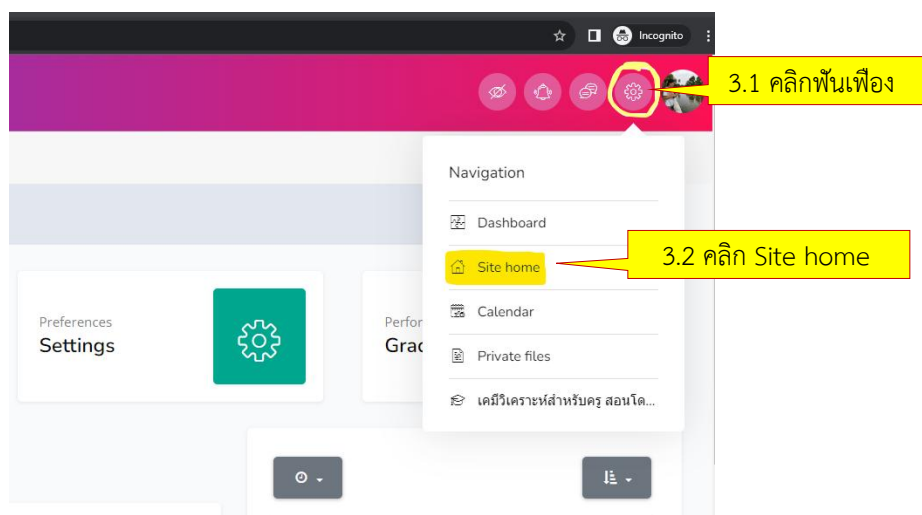 Incognito
3.1 คลิกฟันเฟือง
Navigation
Dashboard
3.2 คลิก Site home
Site home
Calendar
Preferences
Settings
Perfor
Grac
Private files
เคมีวิเคราะห์สำหรับครู สอนโด...